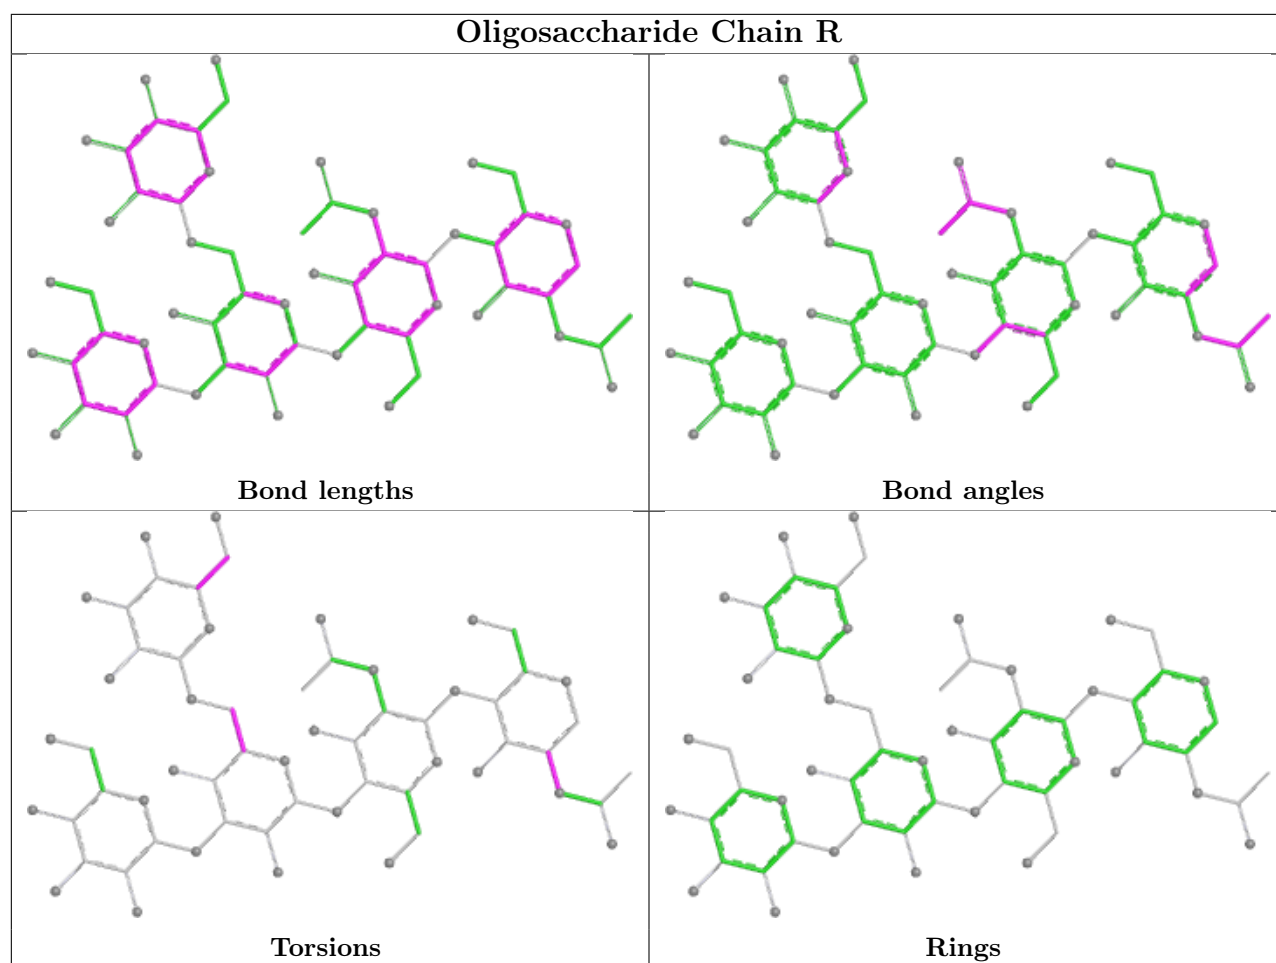 Oligosaccharide Chain R
Bond lengths
Bond angles
Torsions
Rings